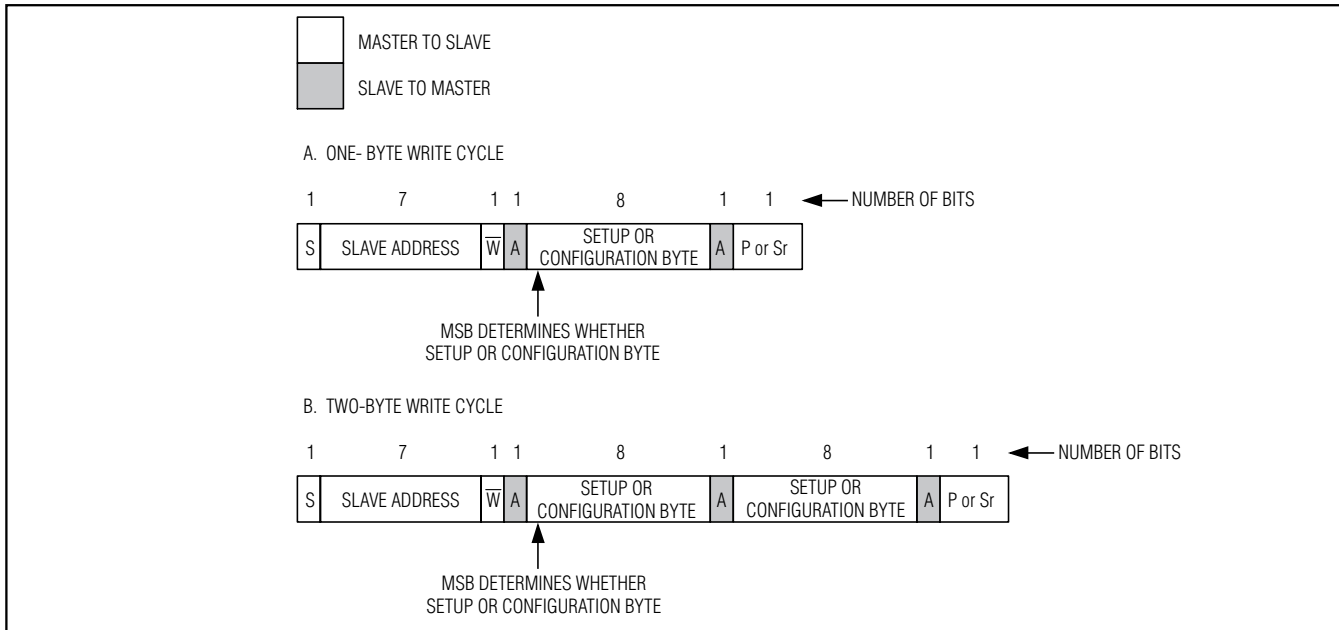 MASTER TO SLAVE
SLAVE TO MASTER
A. ONE- BYTE WRITE CYCLE
1 7 1 1 8 1 1 NUMBER OF BITS
S SLAVE ADDRESS W̅ A SETUP OR CONFIGURATION BYTE A P or Sr
MSB DETERMINES WHETHER
SETUP OR CONFIGURATION BYTE
B. TWO-BYTE WRITE CYCLE
1 7 1 1 8 1 8 1 1 NUMBER OF BITS
S SLAVE ADDRESS W̅ A SETUP OR CONFIGURATION BYTE A SETUP OR CONFIGURATION BYTE A P or Sr
MSB DETERMINES WHETHER
SETUP OR CONFIGURATION BYTE